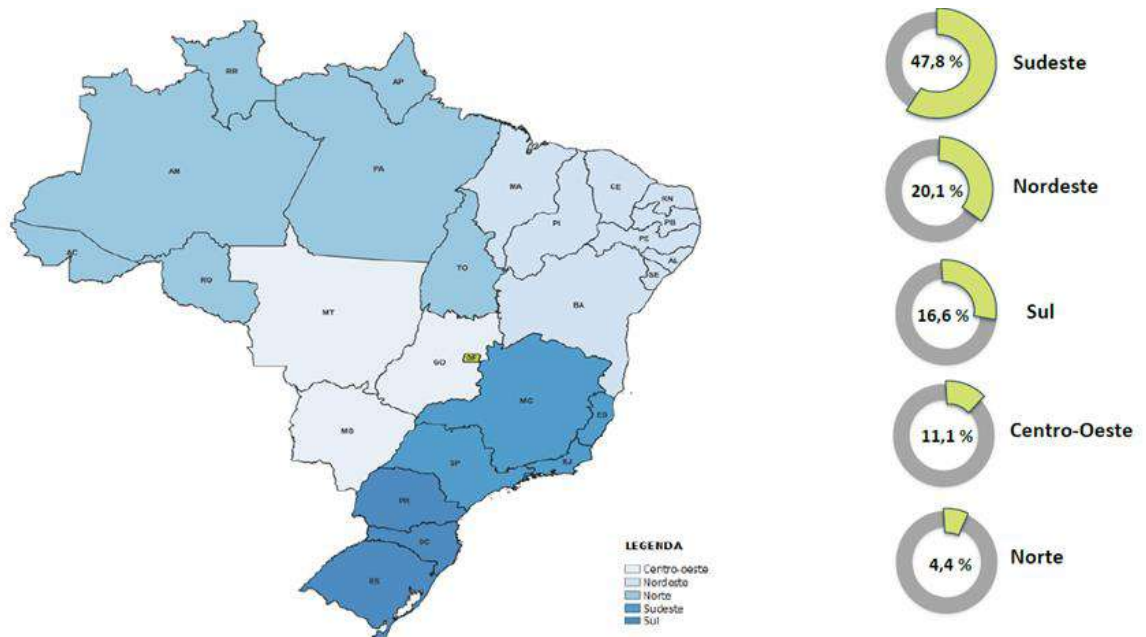 RR
AP
AM
PA
MA
CE
RN
PB
PI
PE
AL
AC
TO
SE
RO
BA
MT
GO
DF
MG
MS
ES
SP
RJ
PR
SC
RS
LEGENDA
Centro-oeste
Nordeste
Norte
Sudeste
Sul
47,8 % Sudeste
20,1 % Nordeste
16,6 % Sul
11,1 % Centro-Oeste
4,4 % Norte